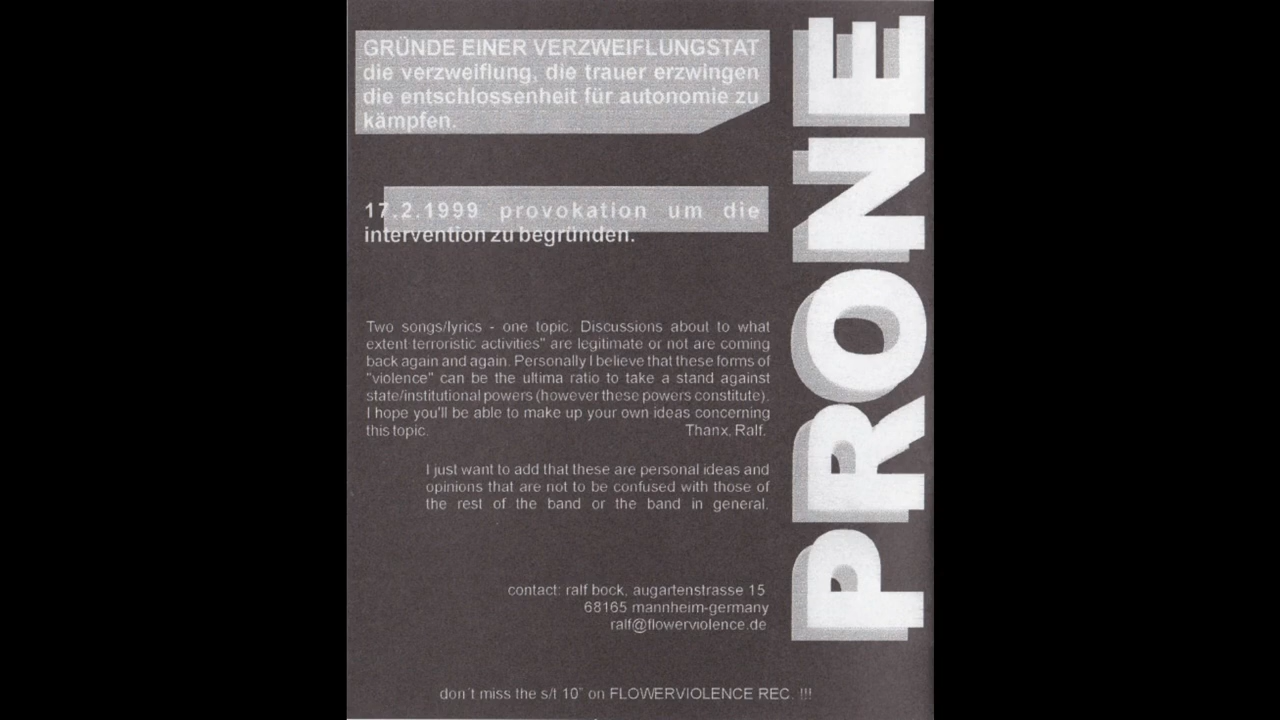 GRÜNDE EINER VERZWEIFLUNGSTAT
die verzweiflung, die trauer erzwingen
die entschlossenheit für autonomie zu
kämpfen.
17.2.1999 provokation um die
intervention zu begründen.
Two songs/lyrics - one topic. Discussions about to what
extent terroristic activities" are legitimate or not are coming
back again and again. Personally I believe that these forms of
"violence" can be the ultima ratio to take a stand against
state/institutional powers (however these powers constitute).
I hope you'll be able to make up your own ideas concerning
this topic. Thanx, Ralf.
I just want to add that these are personal ideas and
opinions that are not to be confused with those of
the rest of the band or the band in general.
contact: ralf bock, augartenstrasse 15
68165 mannheim-germany
ralf@flowerviolence.de
don´t miss the s/t 10" on FLOWERVIOLENCE REC. !!!
PRONE